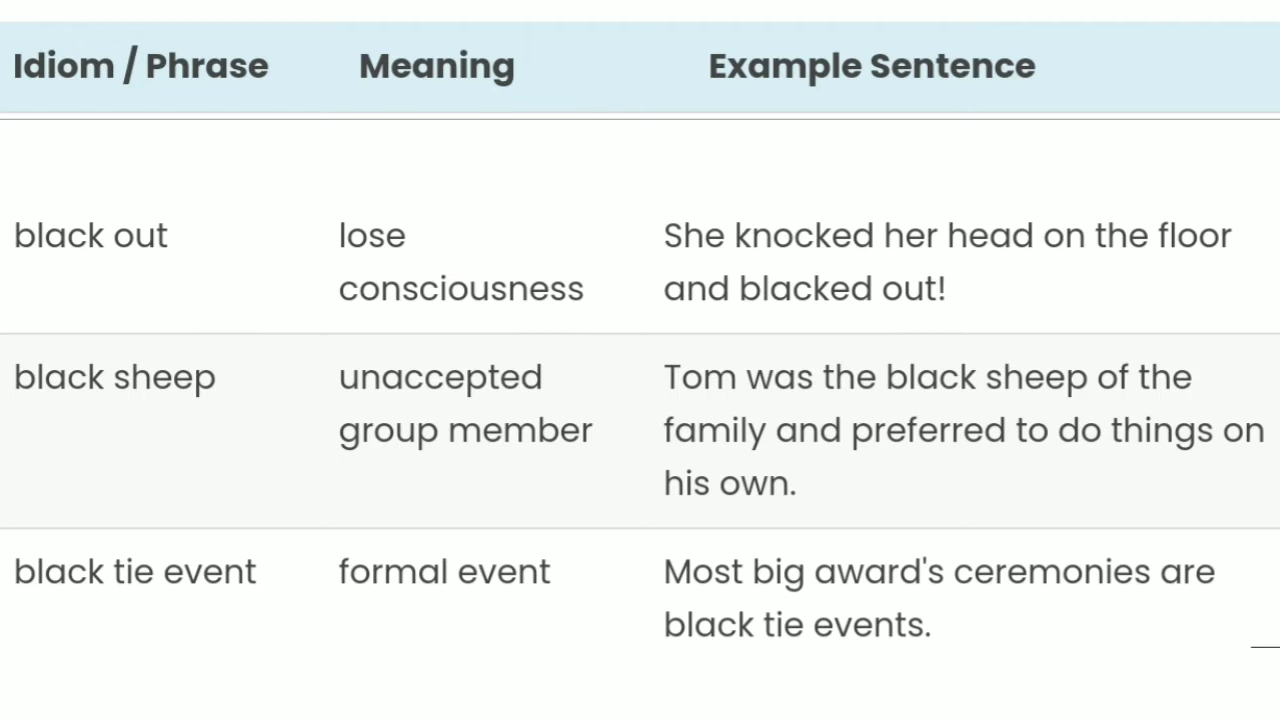 Idiom / Phrase Meaning Example Sentence
black out lose She knocked her head on the floor
consciousness and blacked out!
black sheep unaccepted Tom was the black sheep of the
group member family and preferred to do things on
his own.
black tie event formal event Most big award's ceremonies are
black tie events.